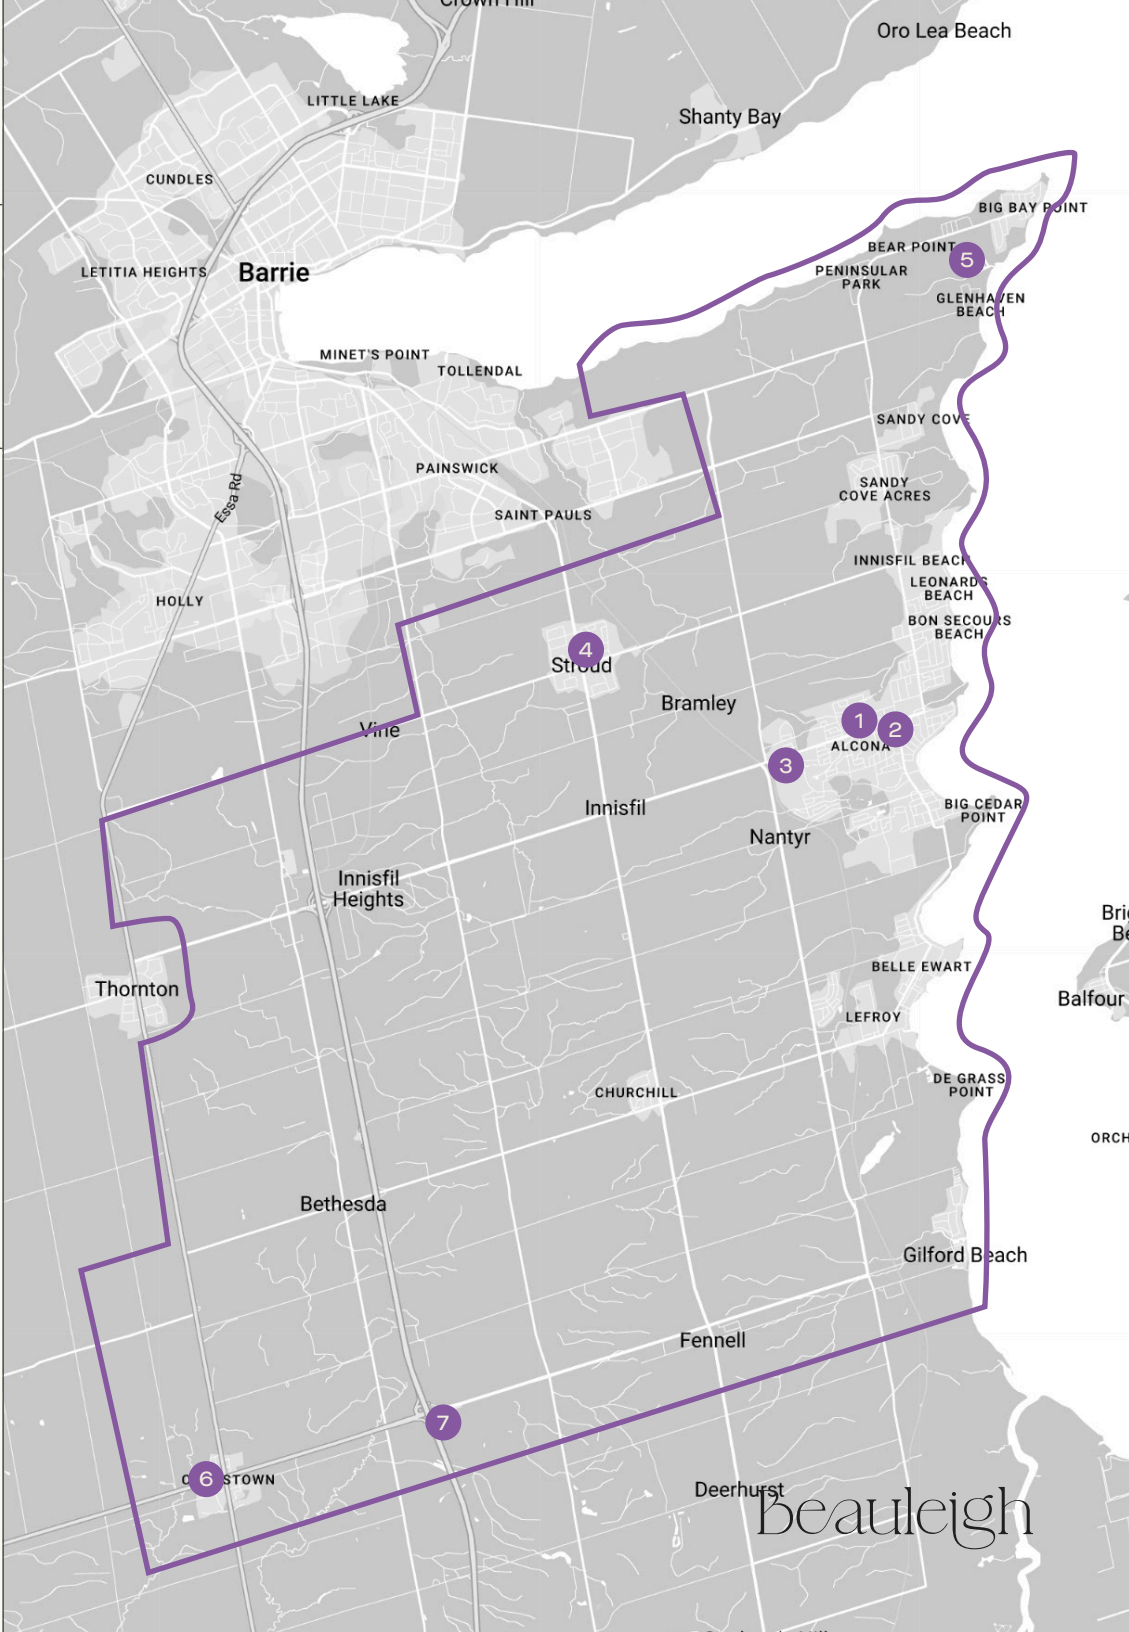 Crown Hill
Oro Lea Beach
LITTLE LAKE
Shanty Bay
CUNDLES
BIG BAY POINT
BEAR POINT
5
LETITIA HEIGHTS
Barrie
PENINSULAR
PARK
GLENHAVEN
BEACH
MINET'S POINT
TOLLENDAL
SANDY COVE
PAINSWICK
SANDY
COVE ACRES
Essa Rd
SAINT PAULS
INNISFIL BEACH
LEONARDS
BEACH
HOLLY
BON SECOURS
BEACH
4
Stroud
Bramley
Vine
1
2
ALCONA
3
Innisfil
BIG CEDAR
POINT
Nantyr
Innisfil
Heights
Bri
Be
BELLE EWART
Thornton
Balfour
LEFROY
CHURCHILL
DE GRASS
POINT
ORCH
Bethesda
Gilford Beach
Fennell
7
6
C STOWN
Deerhurst
Beauleigh